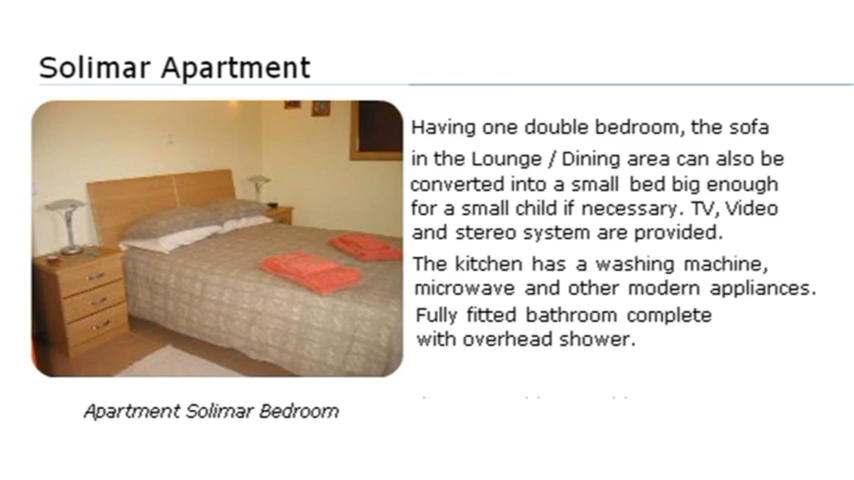 Solimar Apartment
Having one double bedroom, the sofa
in the Lounge / Dining area can also be
converted into a small bed big enough
for a small child if necessary. TV, Video
and stereo system are provided.
The kitchen has a washing machine,
microwave and other modern appliances.
Fully fitted bathroom complete
with overhead shower.
Apartment Solimar Bedroom